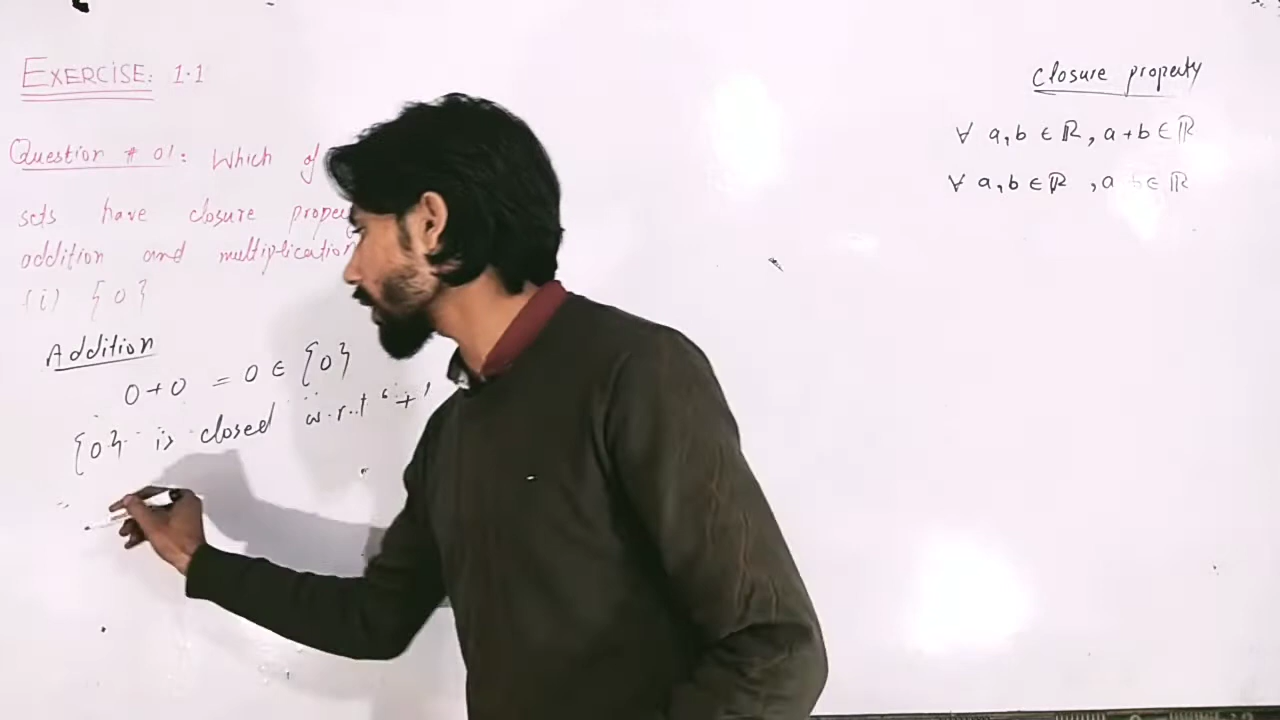 EXERCISE: 1.1
Question # 01: Which of
sets have closure proper
addition and multiplication
(i) {0}
Addition
0+0 = 0 ∈ {0}
{0} is closed w.r.t '+'
closure property
∀ a,b ∈ ℝ, a+b ∈ ℝ
∀ a,b ∈ ℝ, a b ∈ ℝ